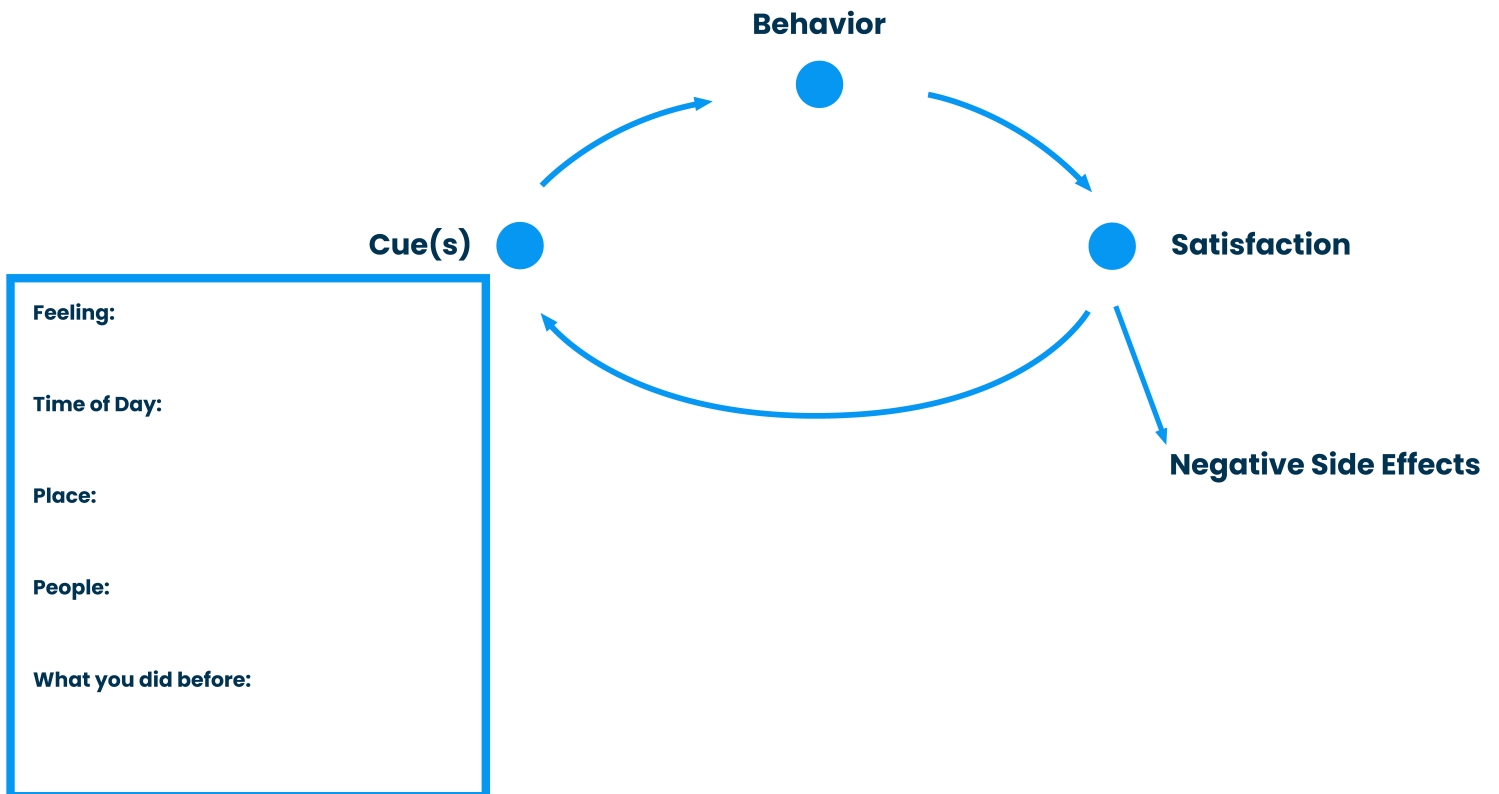 Behavior
Cue(s)
Satisfaction
Feeling:
Time of Day:
Negative Side Effects
Place:
People:
What you did before: